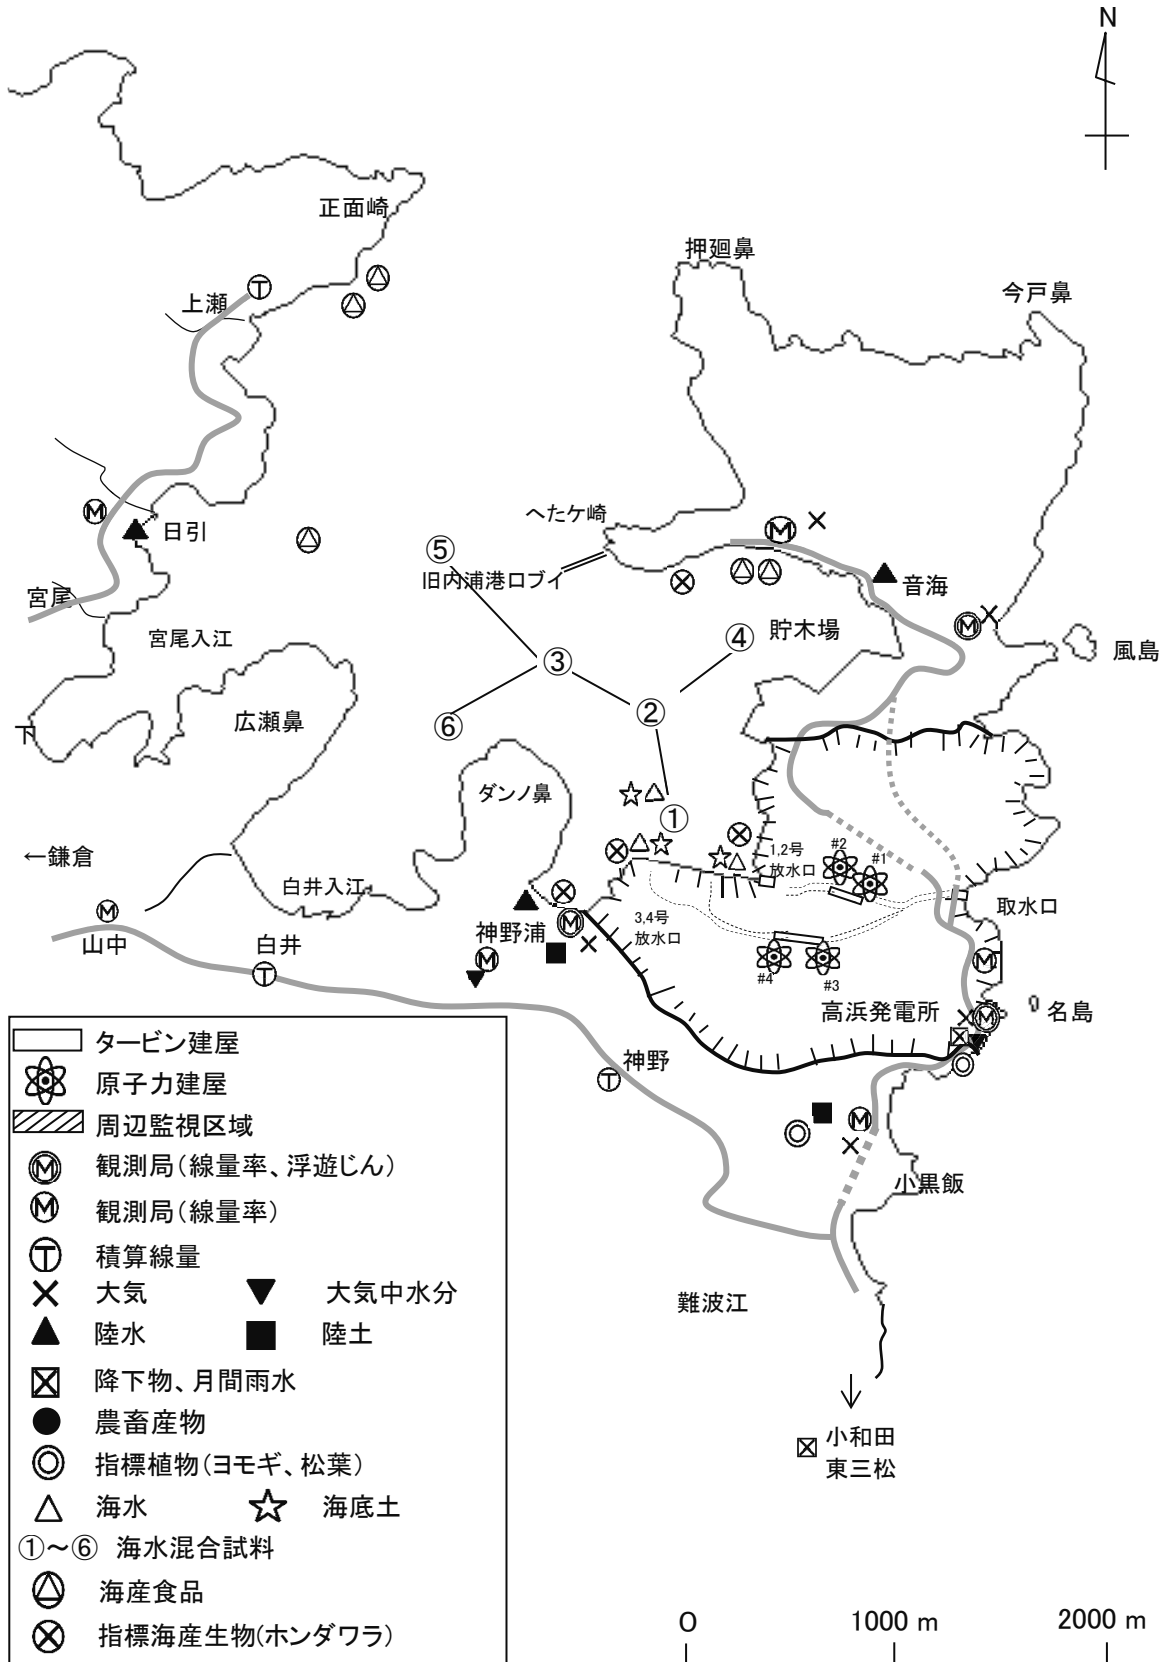 N
正面崎
押廻鼻
今戸鼻
上瀬
T
へたケ崎
M
M
日引
⑤
旧内浦港口ブイ
音海
宮尾
宮尾入江
貯木場
M
④
風島
③
下
広瀬鼻
②
⑥
ダンノ鼻
①
←鎌倉
1,2号
放水口
#2
#1
白井入江
取水口
M
山中
白井
T
神野浦
M
M
3,4号
放水口
#4
#3
M
高浜発電所
M
名島
神野
T
M
小黒飯
難波江
小和田
東三松
タービン建屋
原子力建屋
周辺監視区域
M 観測局(線量率、浮遊じん)
M 観測局(線量率)
T 積算線量
大気 大気中水分
陸水 陸土
降下物、月間雨水
農畜産物
指標植物(ヨモギ、松葉)
海水 海底土
①～⑥ 海水混合試料
海産食品
指標海産生物(ホンダワラ)
0 1000 m 2000 m